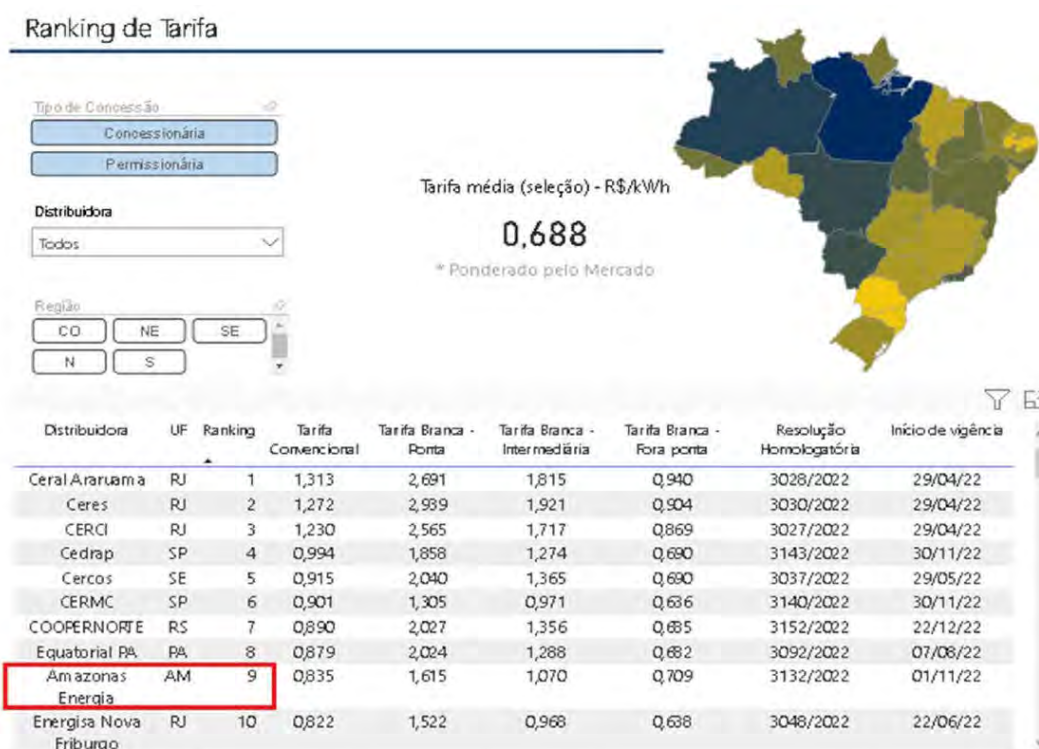 Ranking de Tarifa
Tipo de Concessão
Concessionária
Permissionária
Distribuidora
Todos
Região
CO NE SE
N S
Tarifa média (seleção) - R$/kWh
0,688
* Ponderado pelo Mercado
Distribuidora UF Ranking Tarifa Convencional Tarifa Branca - Ponta Tarifa Branca - Intermediária Tarifa Branca - Fora ponta Resolução Homologatória Início de vigência
Ceral Araruama RJ 1 1,313 2,691 1,815 0,940 3028/2022 29/04/22
Ceres RJ 2 1,272 1,921 0,904 3030/2022 29/04/22
CERCI RJ 3 1,230 2,565 1,717 0,869 3027/2022 29/04/22
Cedrap SP 4 0,994 1,858 1,274 0,690 3143/2022 30/11/22
Cercos SE 5 0,915 2,040 1,365 0,690 3037/2022 29/05/22
CERMC SP 6 0,901 1,305 0,971 0,636 3140/2022 30/11/22
COOPERNORTE RS 7 0,890 2,027 1,356 0,685 3152/2022 22/12/22
Equatorial PA PA 8 0,879 2,024 1,288 0,682 3092/2022 07/08/22
Amazonas AM 9 0,835 1,615 1,070 0,709 3132/2022 01/11/22
Energia
Energisa Nova RJ 10 0,822 1,522 0,968 0,638 3048/2022 22/06/22
Friburgo